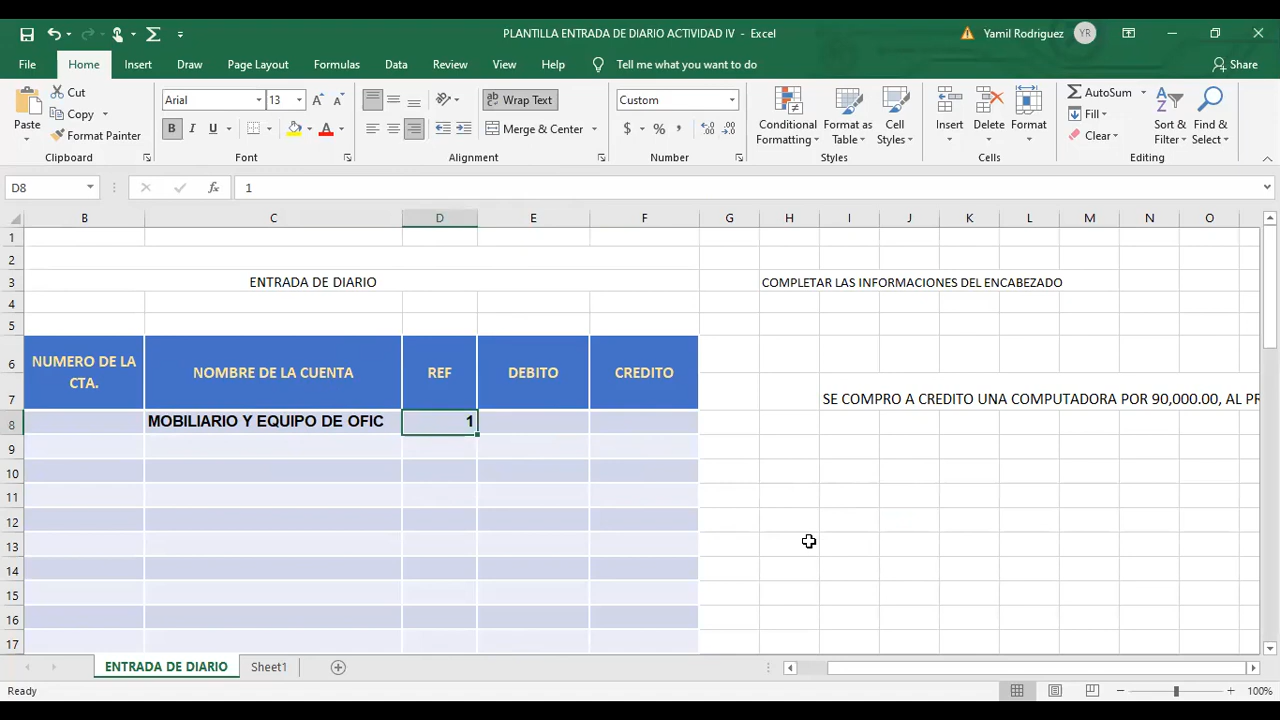 PLANTILLA ENTRADA DE DIARIO ACTIVIDAD IV - Excel
Yamil Rodriguez
YR
File
Home
Insert
Draw
Page Layout
Formulas
Data
Review
View
Help
Tell me what you want to do
Share
Paste
Cut
Copy
Format Painter
Clipboard
Arial
13
B I U
A
Font
ab
Wrap Text
Merge & Center
Alignment
Custom
$ % ,
Number
Conditional
Formatting
Format as
Table
Cell
Styles
Styles
Insert
Delete
Format
Cells
AutoSum
Fill
Clear
Sort &
Filter
Find &
Select
Editing
D8
fx
1
B C D E F G H I J K L M N O
1
2
3 ENTRADA DE DIARIO COMPLETAR LAS INFORMACIONES DEL ENCABEZADO
4
5
6
NUMERO DE LA
CTA.
NOMBRE DE LA CUENTA
REF
DEBITO
CREDITO
7 SE COMPRO A CREDITO UNA COMPUTADORA POR 90,000.00, AL PR
8 MOBILIARIO Y EQUIPO DE OFIC 1
9
10
11
12
13
14
15
16
17
ENTRADA DE DIARIO
Sheet1
Ready
100%